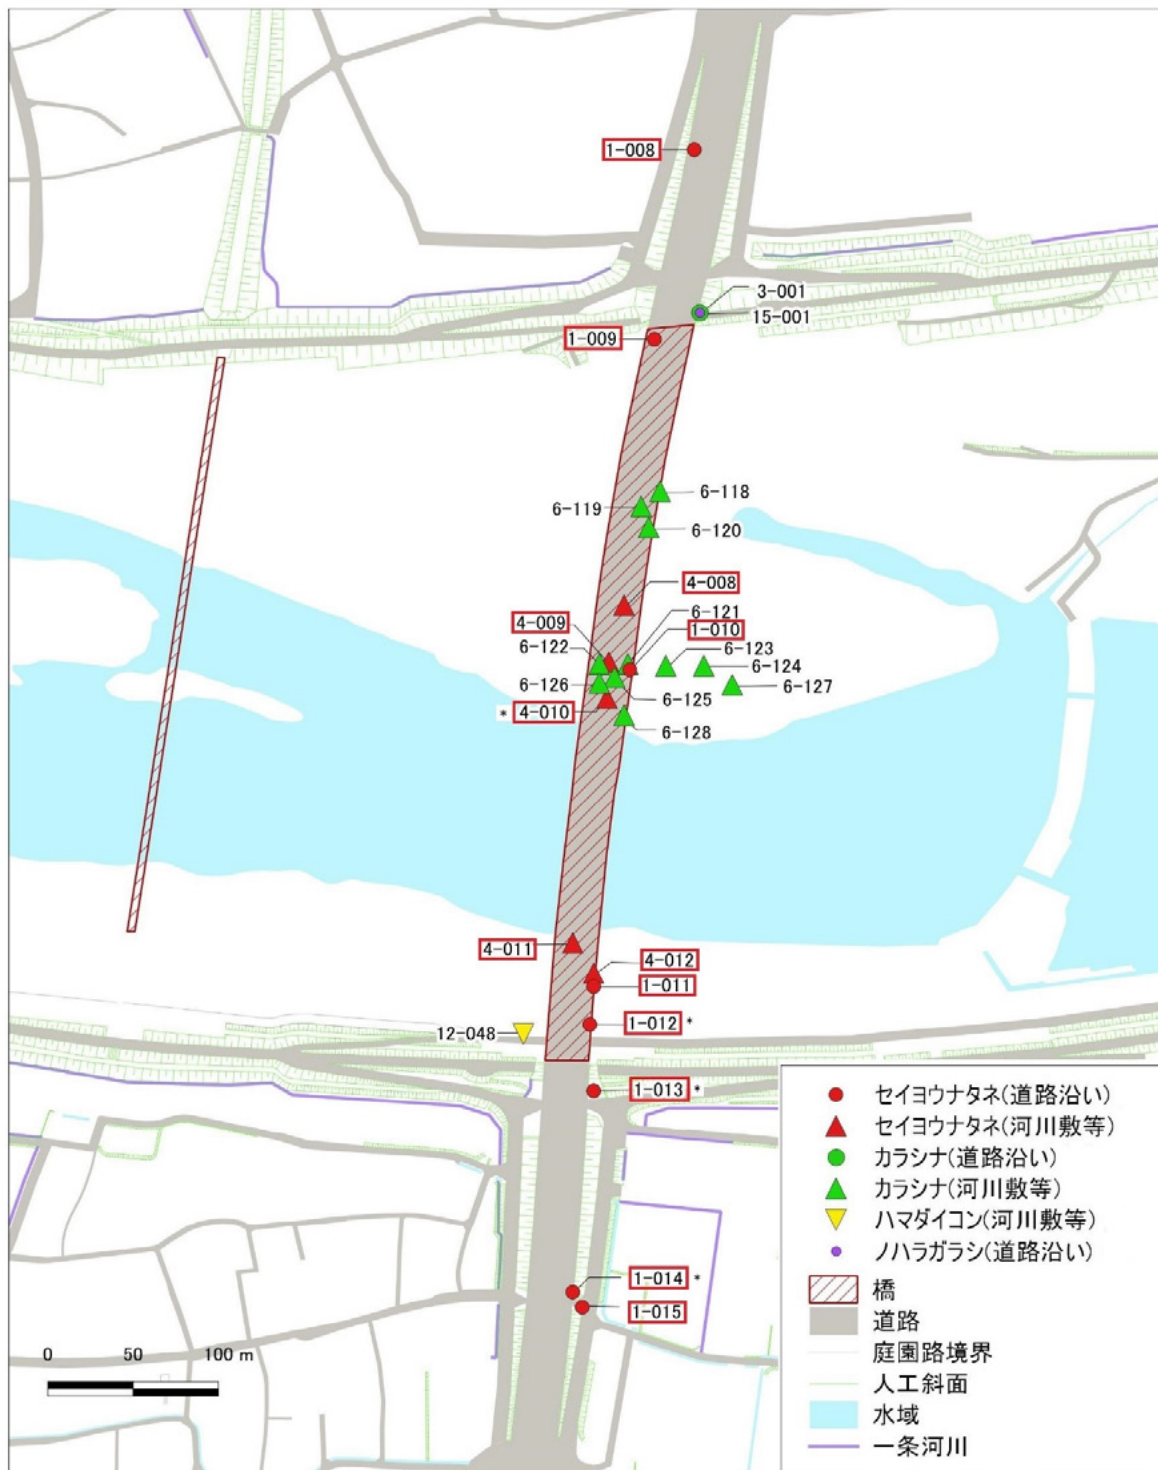 1-008
3-001
15-001
1-009
6-118
6-119
6-120
4-008
6-121
4-009
1-010
6-122
6-123
6-124
6-126
6-125
6-127
* 4-010
6-128
4-011
4-012
1-011
1-012 *
12-048
1-013 *
1-014 *
1-015
0 50 100 m
セイヨウナタネ(道路沿い)
セイヨウナタネ(河川敷等)
カラシナ(道路沿い)
カラシナ(河川敷等)
ハマダイコン(河川敷等)
ノハラガラシ(道路沿い)
橋
道路
庭園路境界
人工斜面
水域
一条河川